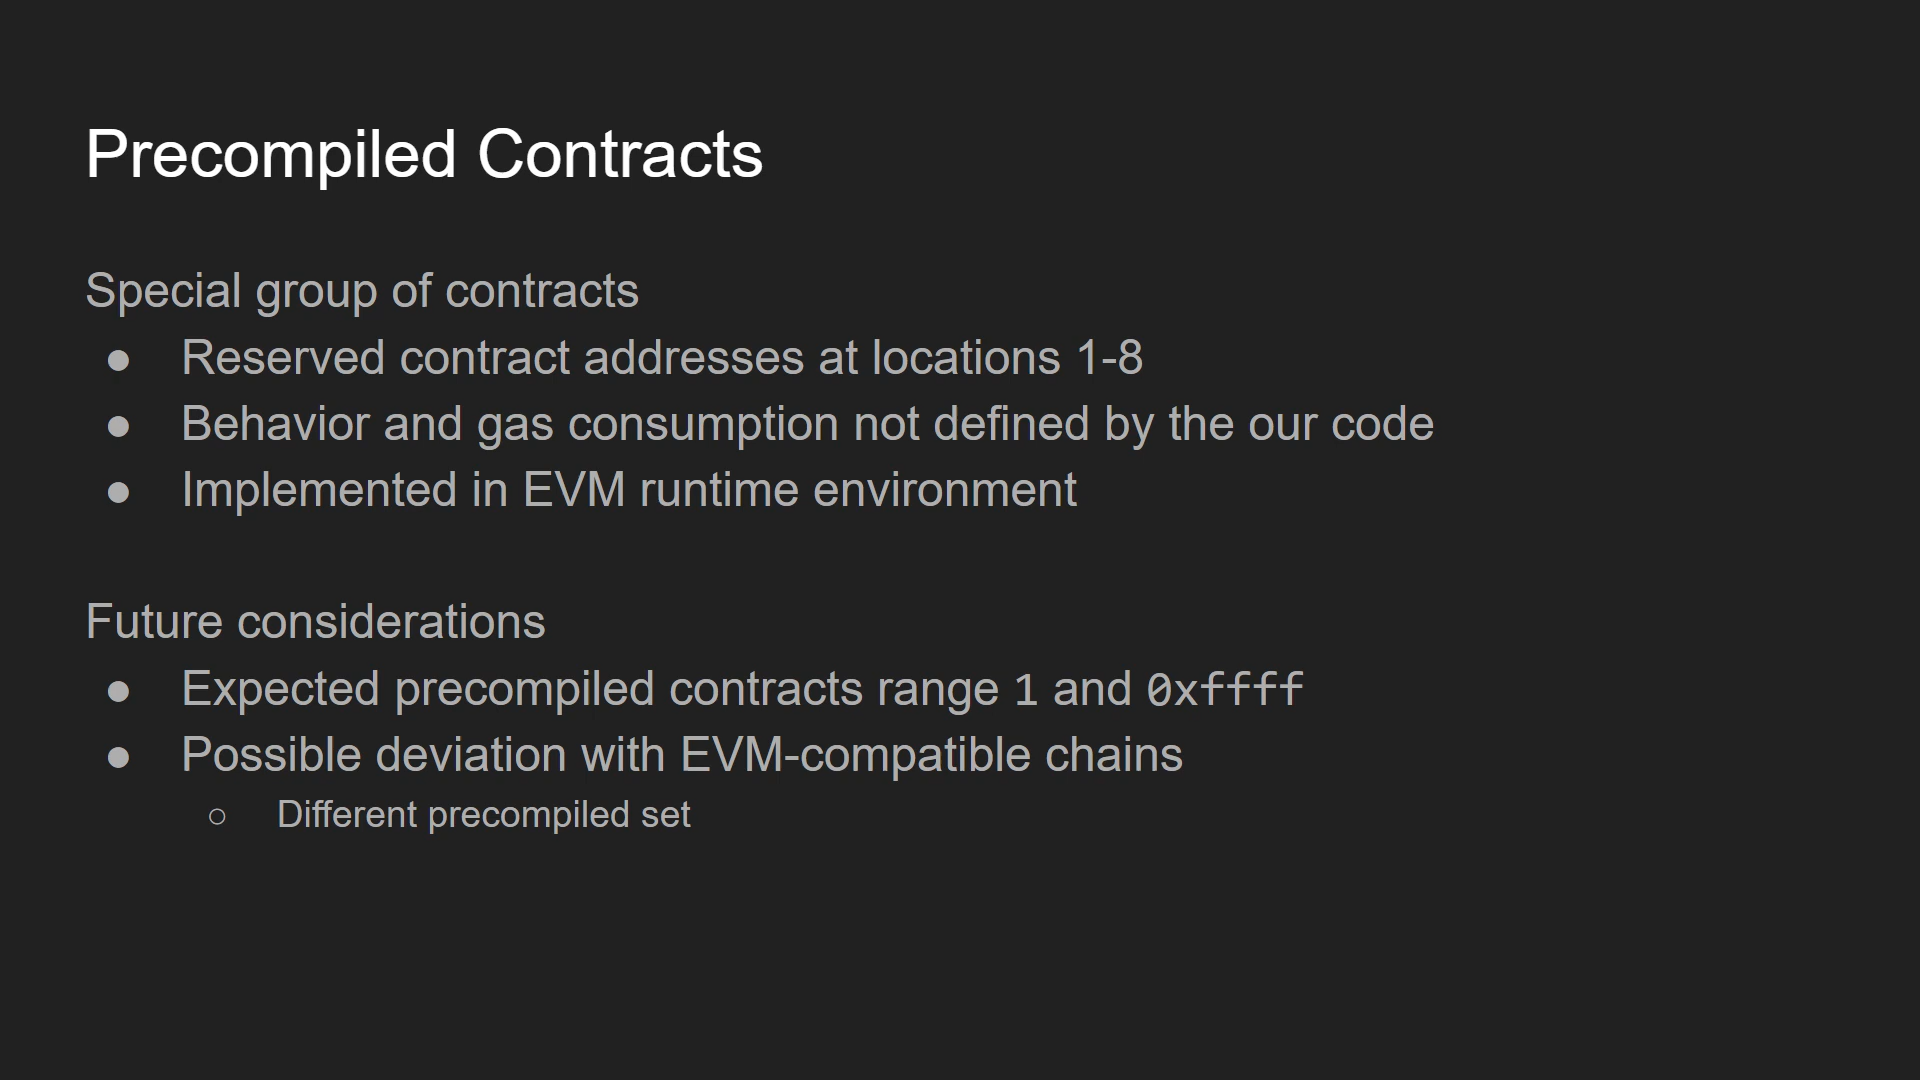 Precompiled Contracts
Special group of contracts
● Reserved contract addresses at locations 1-8
● Behavior and gas consumption not defined by the our code
● Implemented in EVM runtime environment
Future considerations
● Expected precompiled contracts range 1 and 0xffff
● Possible deviation with EVM-compatible chains
○ Different precompiled set